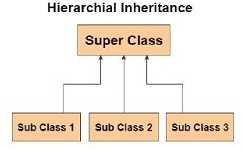 Hierarchial Inheritance
Super Class
Sub Class 1
Sub Class 2
Sub Class 3